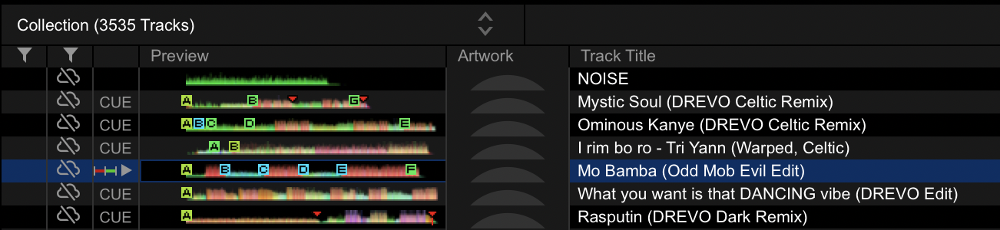 Collection (3535 Tracks)
Preview Artwork Track Title
NOISE
CUE A B G Mystic Soul (DREVO Celtic Remix)
CUE A B C D E Ominous Kanye (DREVO Celtic Remix)
CUE A B I rim bo ro - Tri Yann (Warped, Celtic)
A B C D E F Mo Bamba (Odd Mob Evil Edit)
CUE A What you want is that DANCING vibe (DREVO Edit)
CUE A Rasputin (DREVO Dark Remix)